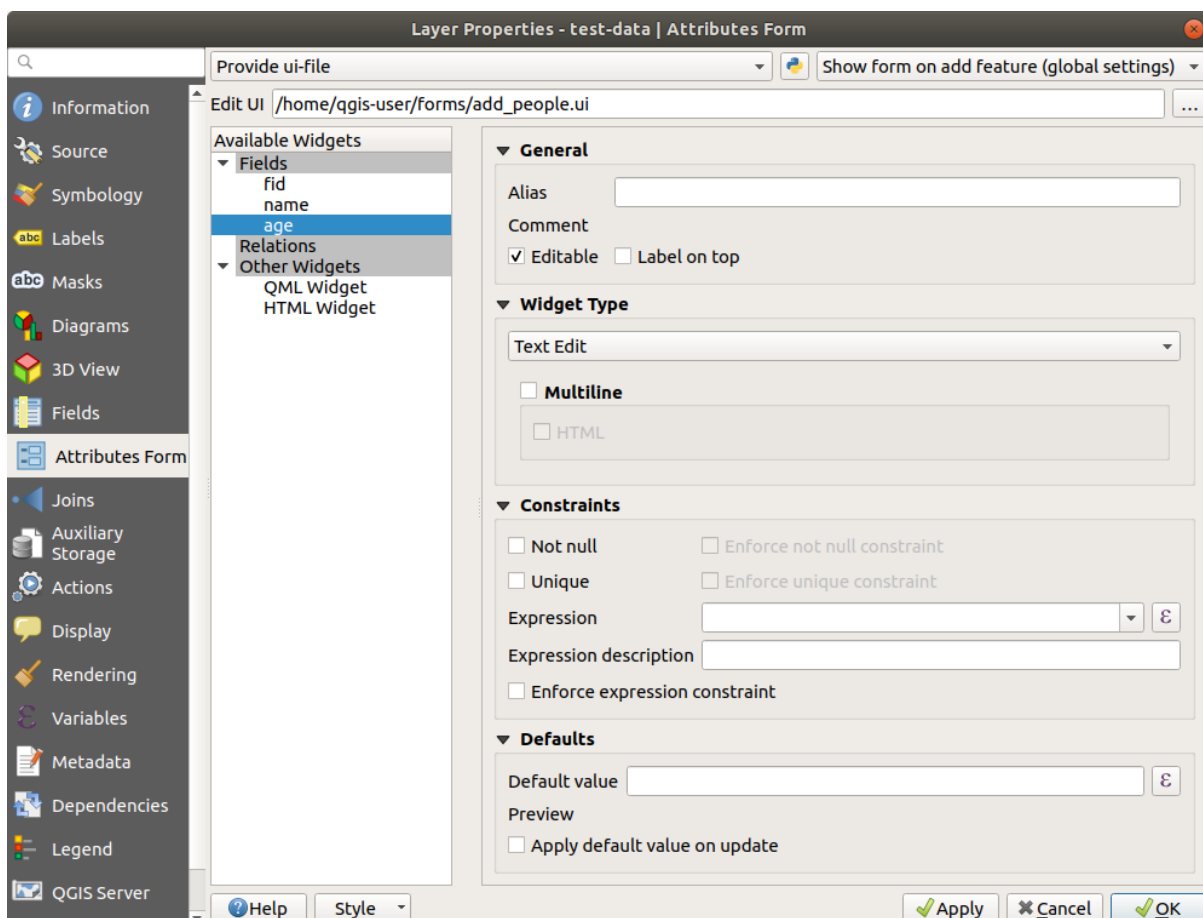 Layer Properties - test-data | Attributes Form
Provide ui-file
Show form on add feature (global settings)
Edit UI /home/qgis-user/forms/add_people.ui
...
Information
Source
Symbology
abc Labels
abc Masks
Diagrams
3D View
Fields
Attributes Form
Joins
Auxiliary
Storage
Actions
Display
Rendering
Variables
Metadata
Dependencies
Legend
QGIS Server
Available Widgets
Fields
fid
name
age
Relations
Other Widgets
QML Widget
HTML Widget
General
Alias
Comment
Editable Label on top
Widget Type
Text Edit
Multiline
HTML
Constraints
Not null Enforce not null constraint
Unique Enforce unique constraint
Expression ε
Expression description
Enforce expression constraint
Defaults
Default value ε
Preview
Apply default value on update
Help Style Apply Cancel OK